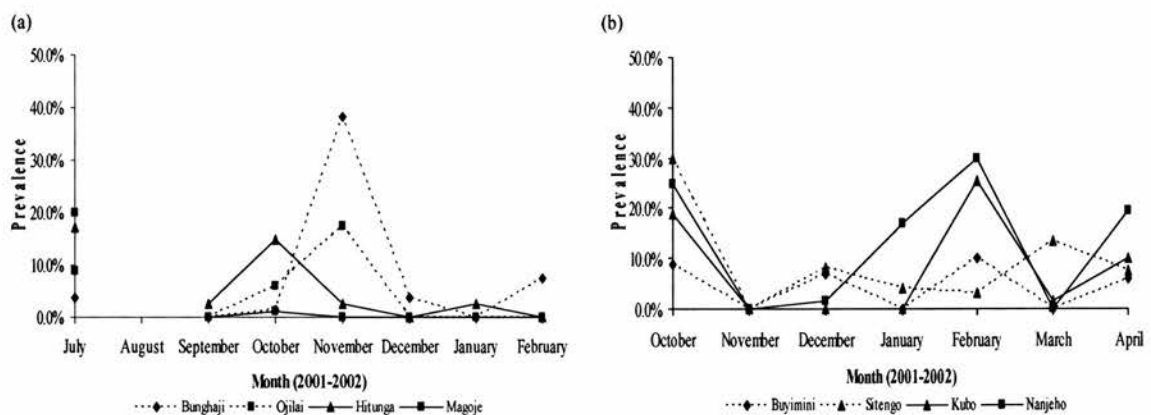 (a)
50.0%
40.0%
30.0%
20.0%
10.0%
0.0%
Prevalence
July August September October November December January February
Month (2001-2002)
Bunghaji Ojilai Hitunga Magoje
(b)
50.0%
40.0%
30.0%
20.0%
10.0%
0.0%
Prevalence
October November December January February March April
Month (2001-2002)
Buyimini Sitengo Kubo Nanjeho